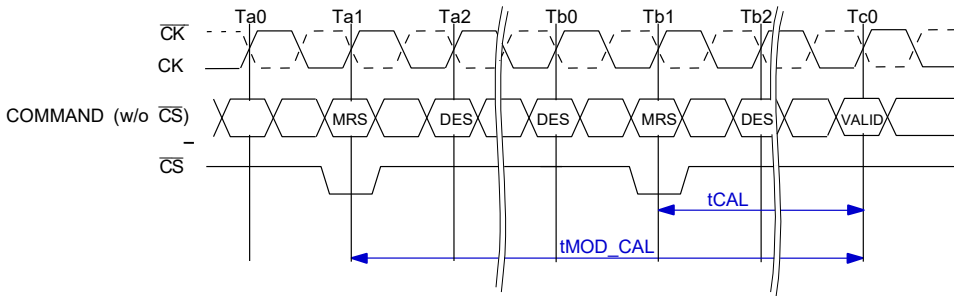 Ta0 Ta1 Ta2 Tb0 Tb1 Tb2 Tc0
CK
CK
COMMAND (w/o CS) MRS DES DES MRS DES VALID
CS
tCAL
tMOD_CAL